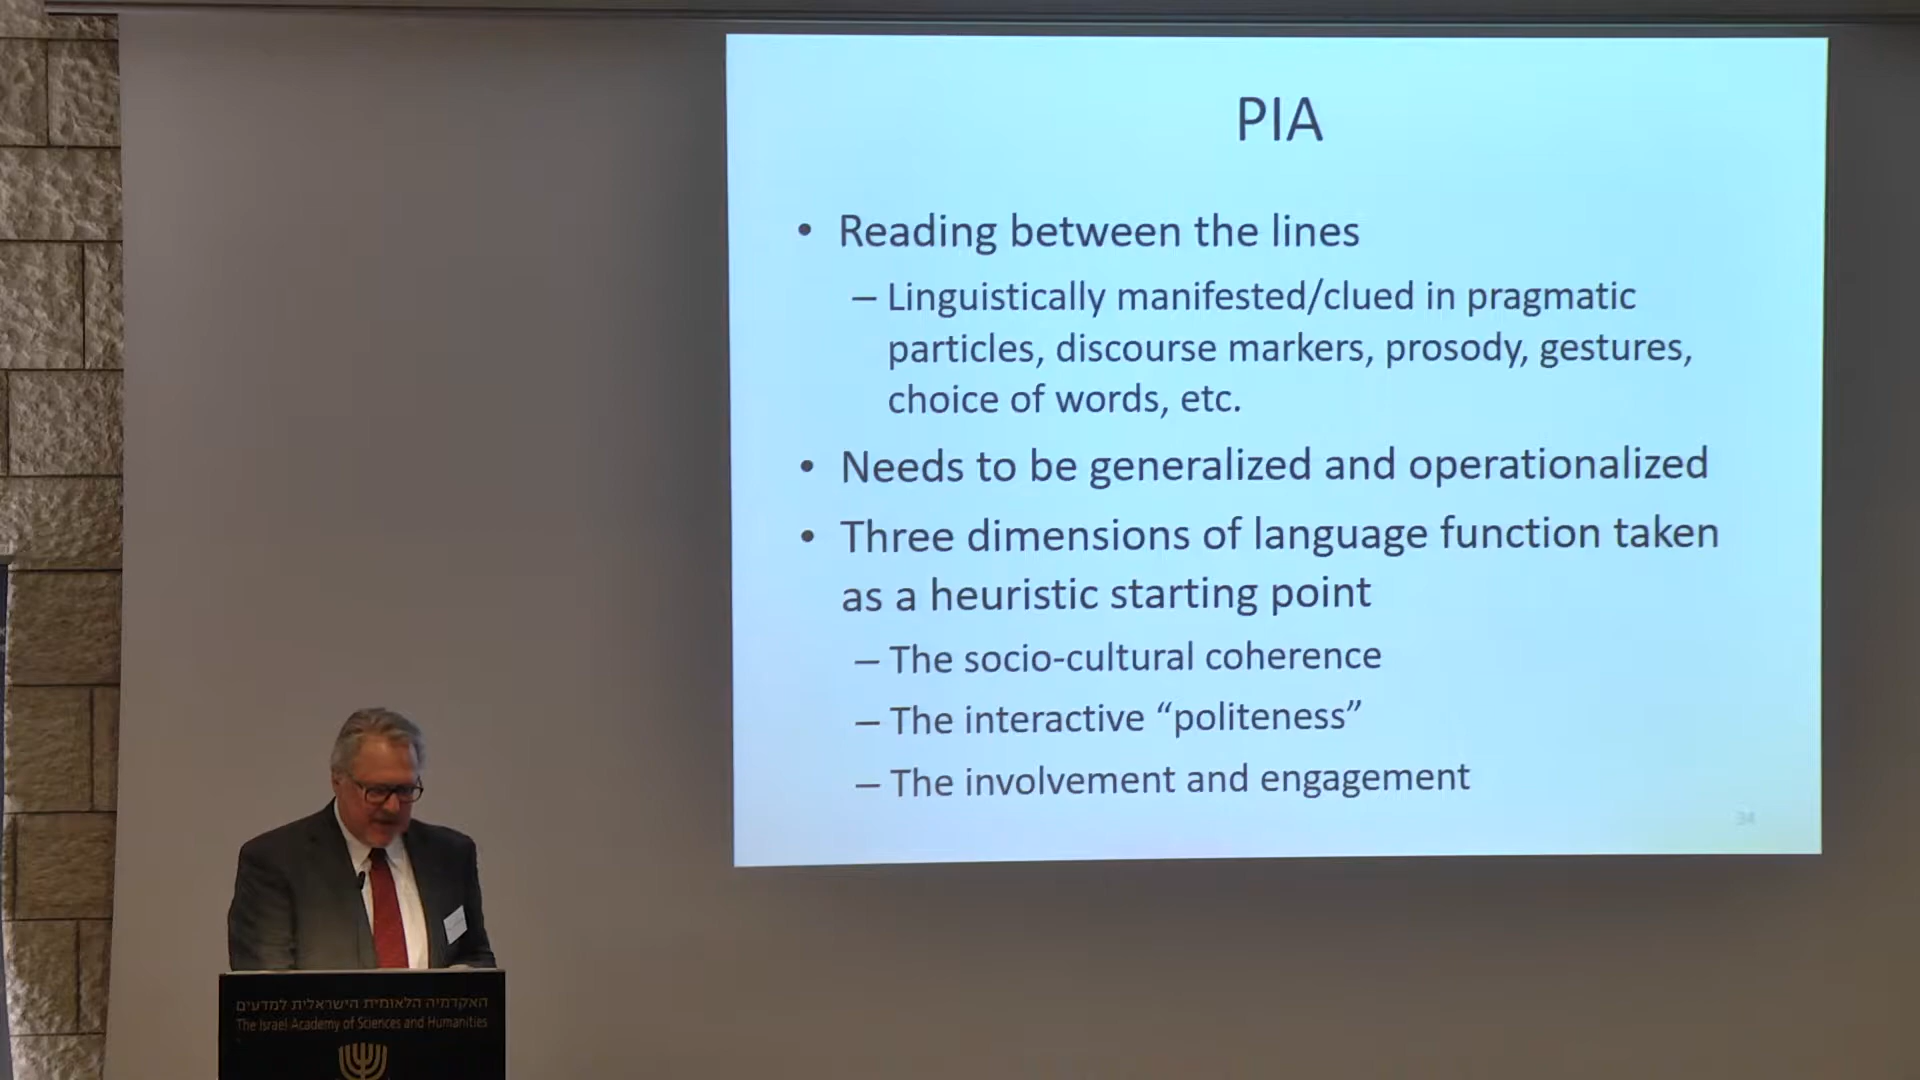 PIA
• Reading between the lines
– Linguistically manifested/clued in pragmatic
particles, discourse markers, prosody, gestures,
choice of words, etc.
• Needs to be generalized and operationalized
• Three dimensions of language function taken
as a heuristic starting point
– The socio-cultural coherence
– The interactive “politeness”
– The involvement and engagement
34
האקדמיה הלאומית הישראלית למדעים
The Israel Academy of Sciences and Humanities